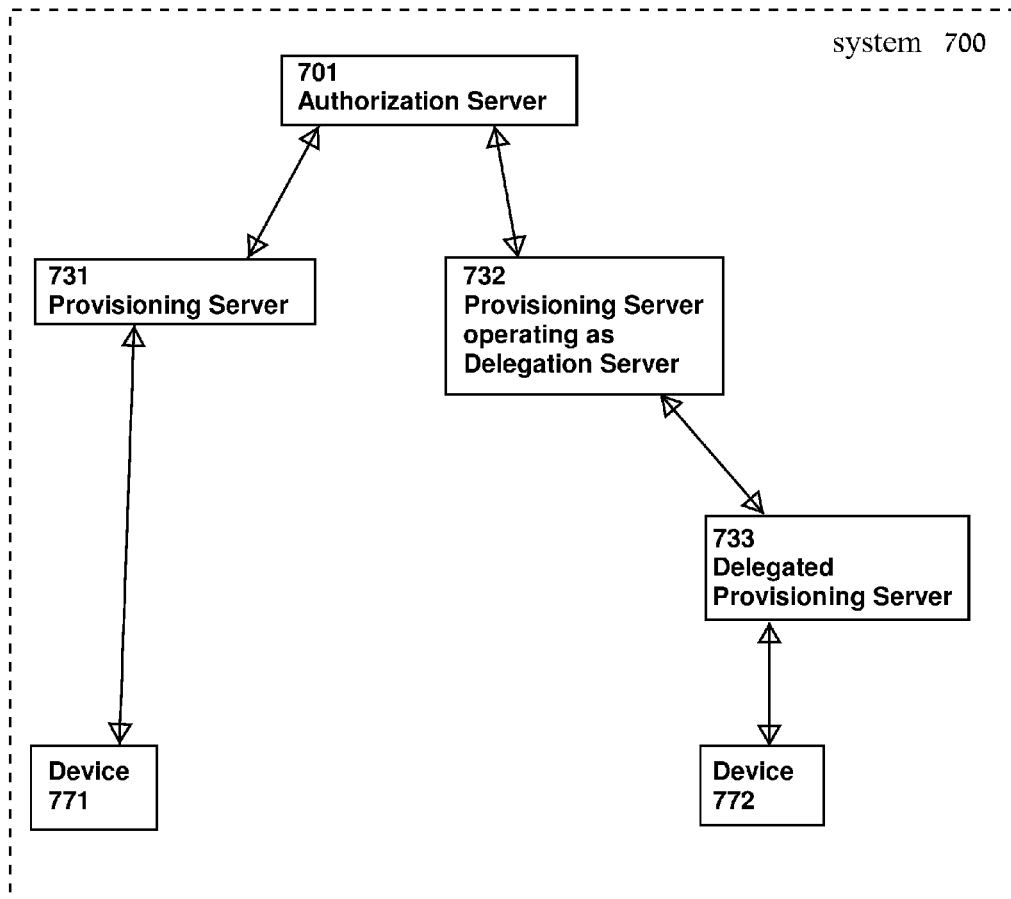 system 700
701
Authorization Server
731
Provisioning Server
732
Provisioning Server
operating as
Delegation Server
733
Delegated
Provisioning Server
Device
771
Device
772